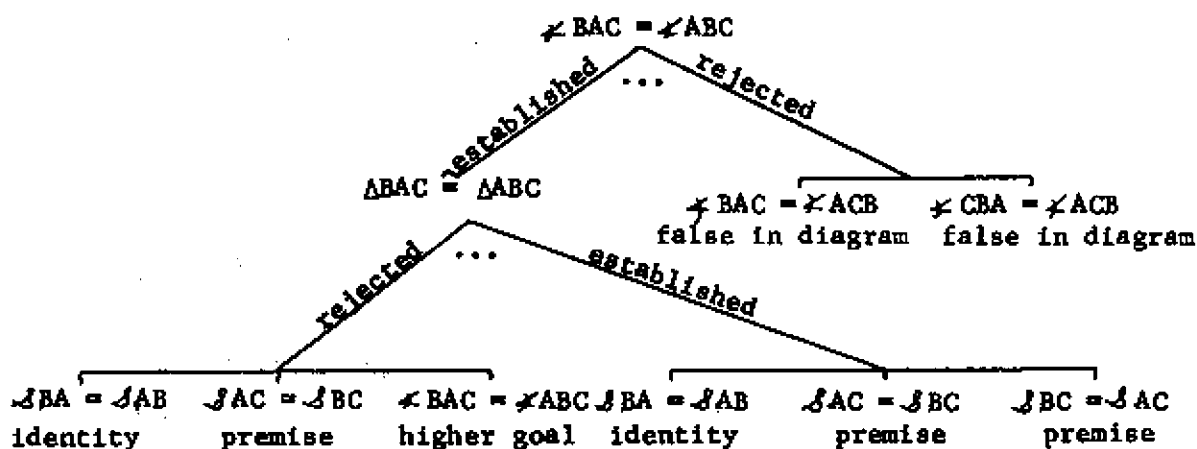 ∡ BAC = ∡ABC
established
...
rejected
ΔBAC = ΔABC
∡ BAC = ∡ACB ∡ CBA = ∡ACB
false in diagram false in diagram
rejected
...
established
𝒮BA = 𝒮AB 𝒮AC = 𝒮BC ∡BAC = ∡ABC 𝒮BA = 𝒮AB 𝒮AC = 𝒮BC 𝒮BC = 𝒮AC
identity premise higher goal identity premise premise